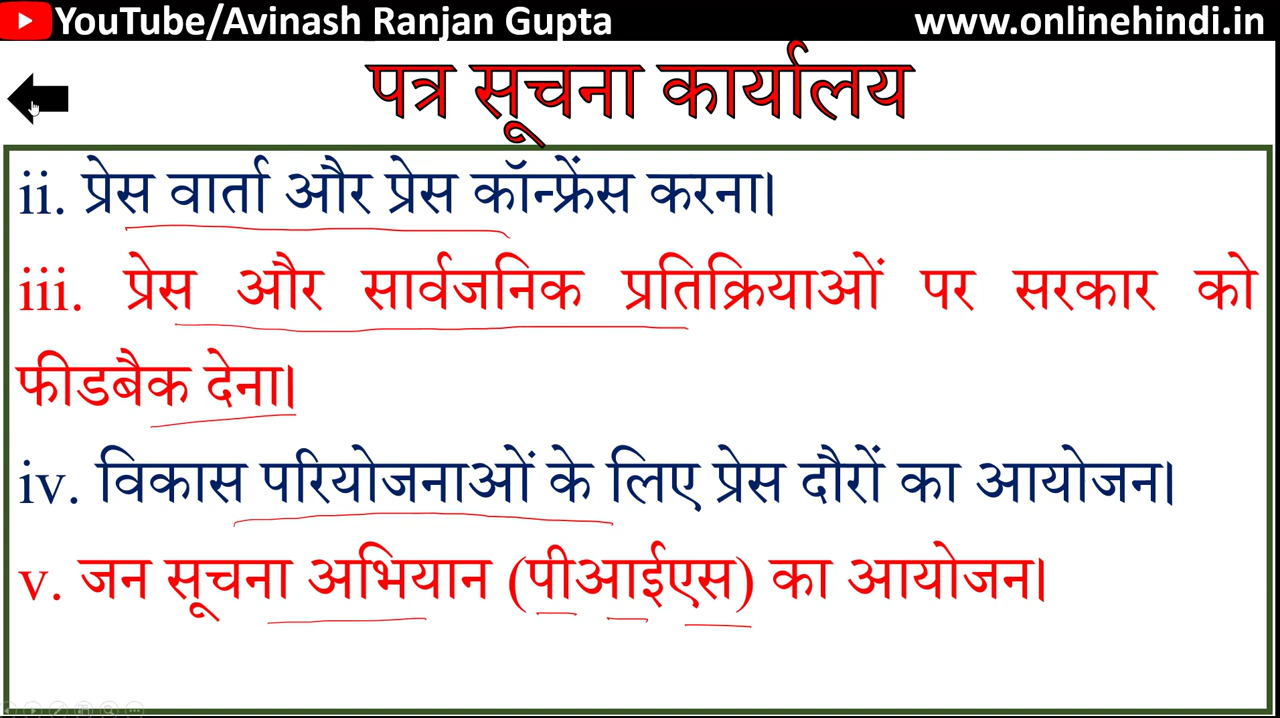 YouTube/Avinash Ranjan Gupta www.onlinehindi.in
पत्र सूचना कार्यालय
ii. प्रेस वार्ता और प्रेस कॉन्फ्रेंस करना।
iii. प्रेस और सार्वजनिक प्रतिक्रियाओं पर सरकार को
फीडबैक देना।
iv. विकास परियोजनाओं के लिए प्रेस दौरों का आयोजन।
v. जन सूचना अभियान (पीआईएस) का आयोजन।